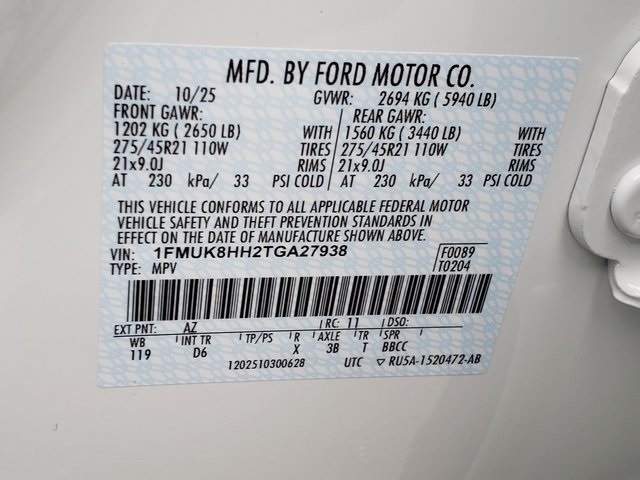 MFD. BY FORD MOTOR CO.
DATE: 10/25 GVWR: 2694 KG ( 5940 LB)
FRONT GAWR: REAR GAWR:
1202 KG ( 2650 LB) WITH 1560 KG ( 3440 LB) WITH
275/45R21 110W TIRES 275/45R21 110W TIRES
21x9.0J RIMS 21x9.0J RIMS
AT 230 kPa/ 33 PSI COLD AT 230 kPa/ 33 PSI COLD
THIS VEHICLE CONFORMS TO ALL APPLICABLE FEDERAL MOTOR
VEHICLE SAFETY AND THEFT PREVENTION STANDARDS IN
EFFECT ON THE DATE OF MANUFACTURE SHOWN ABOVE.
VIN: 1FMUK8HH2TGA27938 F0089
TYPE: MPV T0204
EXT PNT: AZ RC: 11 DSO:
WB INT TR TP/PS R AXLE TR SPR
119 D6 X 3B T BBCC
1202510300628 UTC ▽ RU5A-1520472-AB